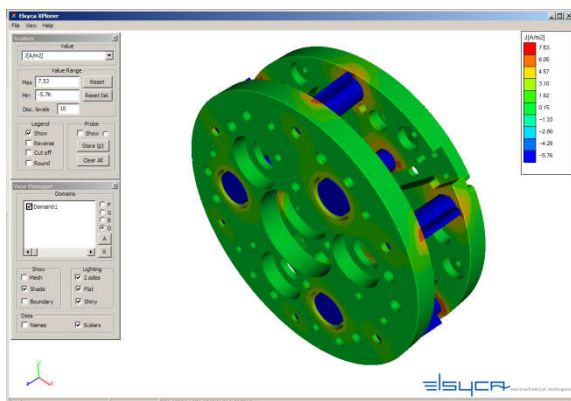 Elsyca XPlorer
File View Help
Scalars
Value
J[A/m2]
Value Range
Max 7.53 Reset
Min -5.76 Reset Sel.
Disc. levels 10
Legend
Probe
Show
Show
Reverse
Store (p)
Cut off
Clear All
Round
View Manager
Domains
Domain01
P
G
B
D
A
R
Show
Lighting
Mesh
2 sides
Shade
Flat
Boundary
Shiny
Data
Names
Scalars
J[A/m2]
7.53
6.05
4.57
3.10
1.62
0.15
-1.33
-2.80
-4.28
-5.76
y
z
x
elsyca electrochemical intelligence